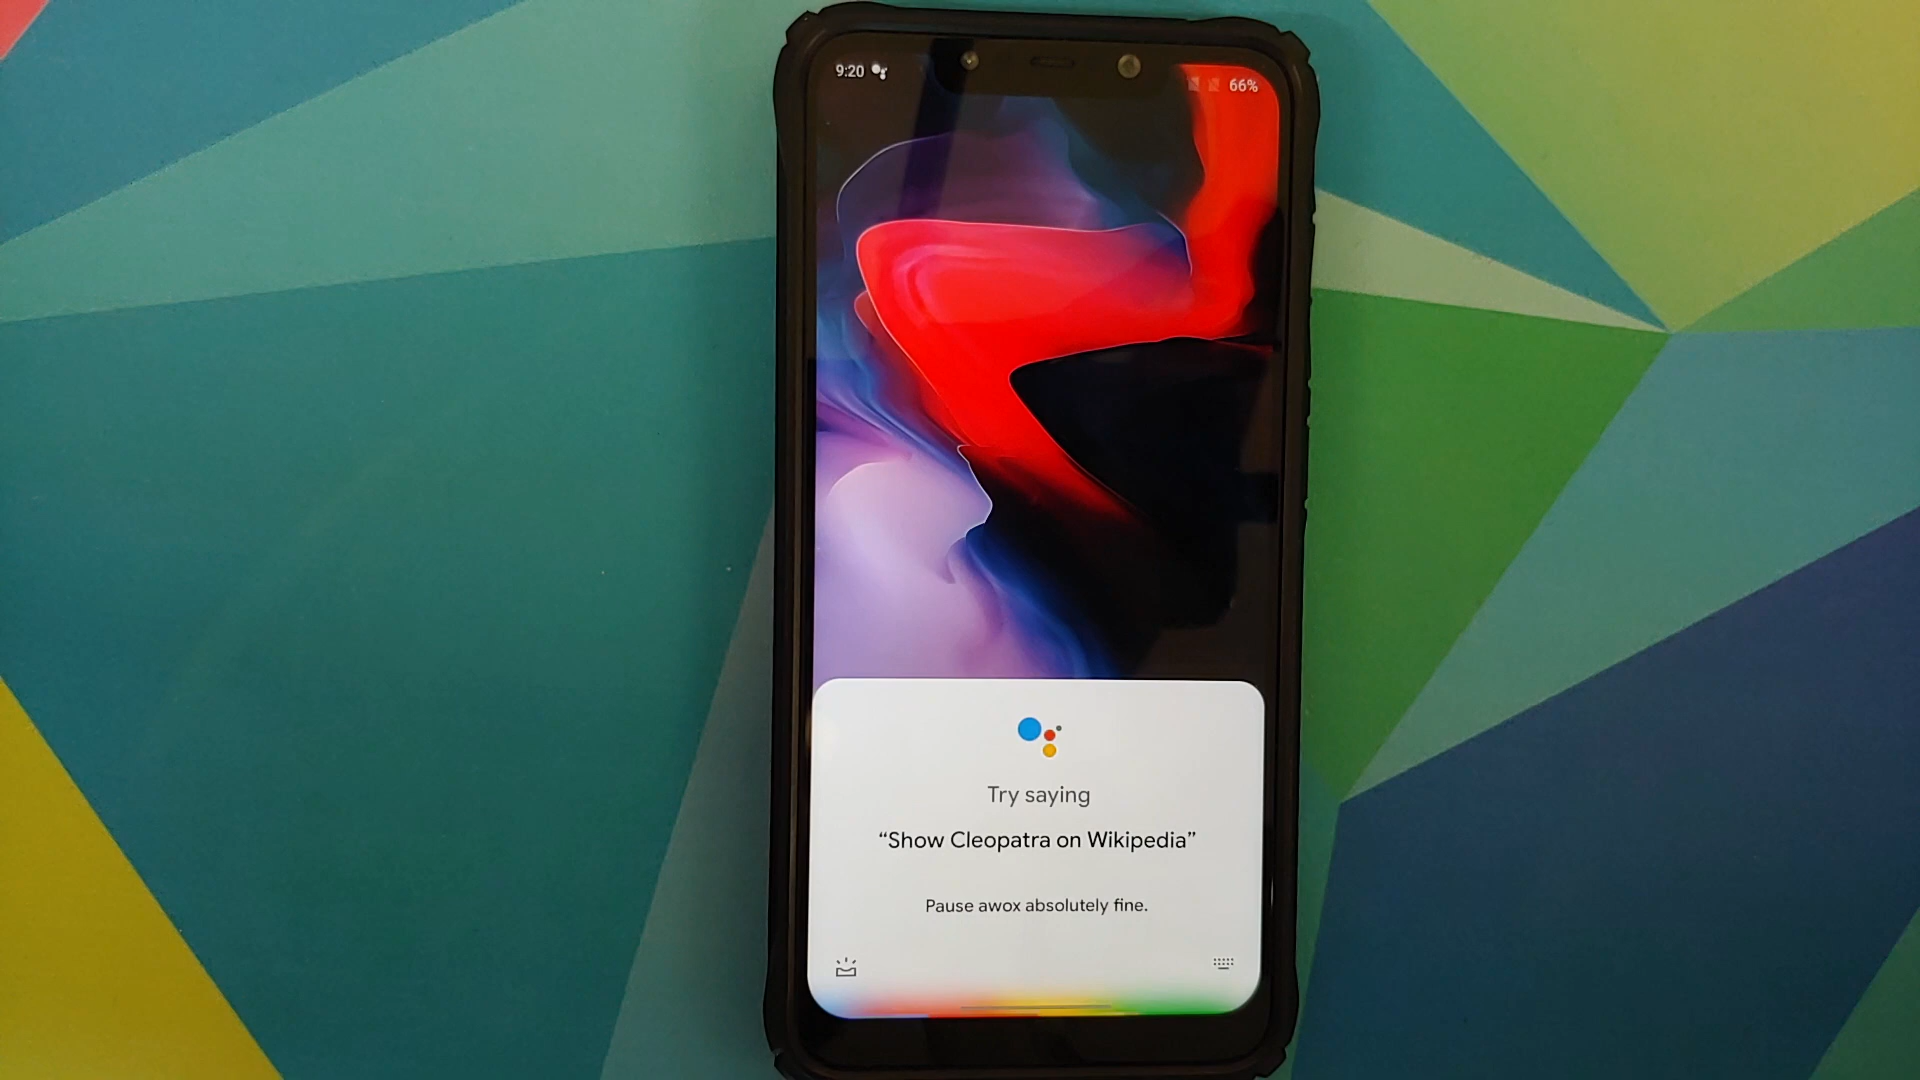 9:20
66%
Try saying
“Show Cleopatra on Wikipedia”
Pause awox absolutely fine.